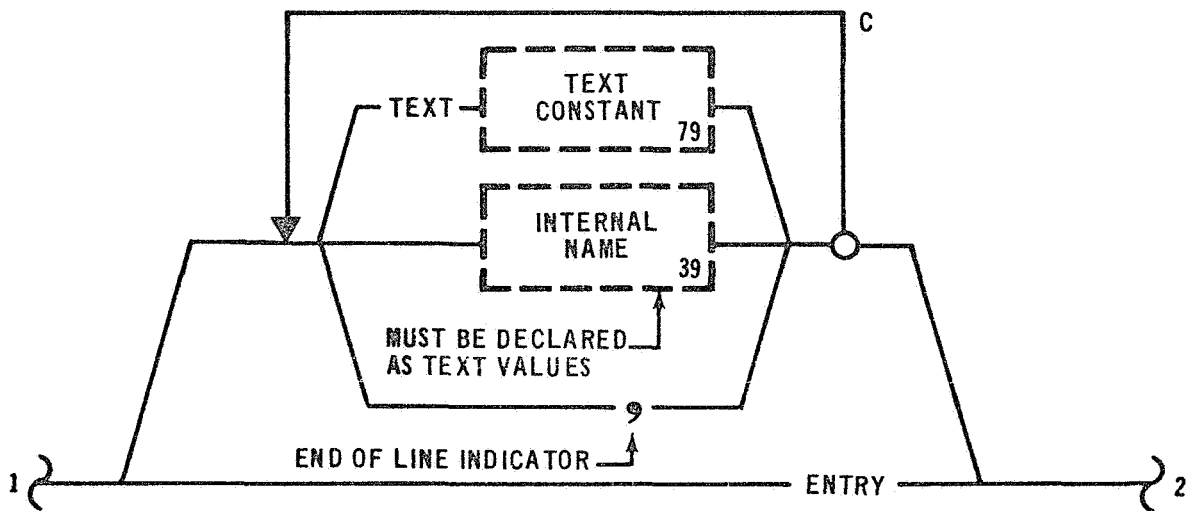 C
TEXT
TEXT
CONSTANT
79
INTERNAL
NAME
39
MUST BE DECLARED
AS TEXT VALUES
,
END OF LINE INDICATOR
1
ENTRY
2